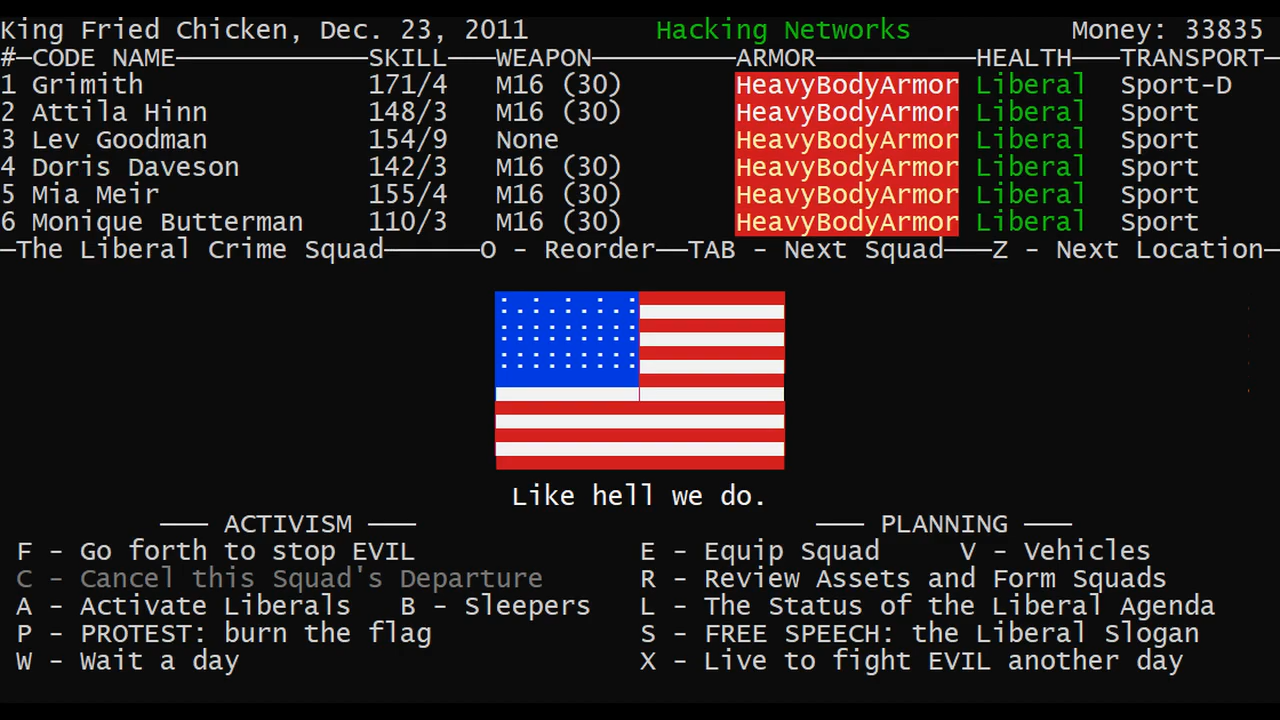 King Fried Chicken, Dec. 23, 2011 Hacking Networks Money: 33835
#—CODE NAME————————————SKILL———WEAPON—————————ARMOR——————————HEALTH———TRANSPORT—
1 Grimith 171/4 M16 (30) HeavyBodyArmor Liberal Sport-D
2 Attila Hinn 148/3 M16 (30) HeavyBodyArmor Liberal Sport
3 Lev Goodman 154/9 None HeavyBodyArmor Liberal Sport
4 Doris Daveson 142/3 M16 (30) HeavyBodyArmor Liberal Sport
5 Mia Meir 155/4 M16 (30) HeavyBodyArmor Liberal Sport
6 Monique Butterman 110/3 M16 (30) HeavyBodyArmor Liberal Sport
—The Liberal Crime Squad——————O - Reorder——TAB - Next Squad———Z - Next Location—
Like hell we do.
——— ACTIVISM ———
F - Go forth to stop EVIL
C - Cancel this Squad's Departure
A - Activate Liberals B - Sleepers
P - PROTEST: burn the flag
W - Wait a day
——— PLANNING ———
E - Equip Squad V - Vehicles
R - Review Assets and Form Squads
L - The Status of the Liberal Agenda
S - FREE SPEECH: the Liberal Slogan
X - Live to fight EVIL another day